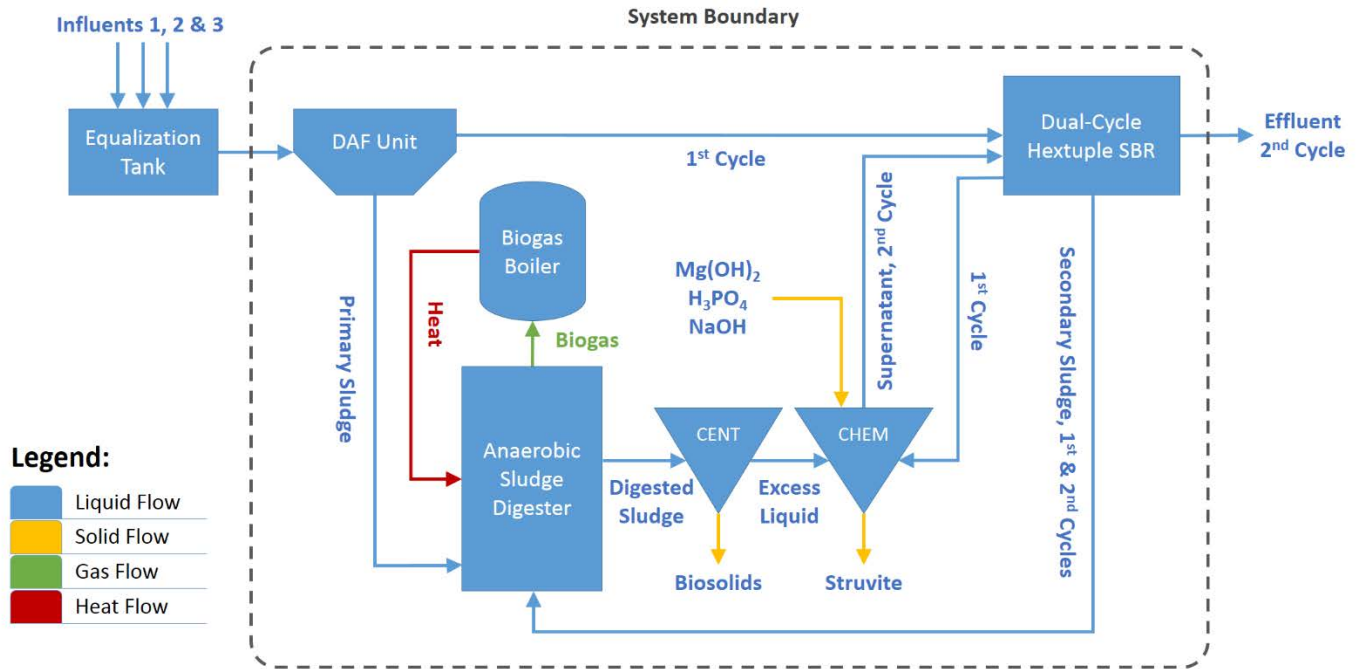 System Boundary
Influents 1, 2 & 3
Equalization
Tank
DAF Unit
1st Cycle
Dual-Cycle
Hextuple SBR
Effluent
2nd Cycle
Biogas
Boiler
Heat
Biogas
Primary Sludge
Mg(OH)2
H3PO4
NaOH
Supernatant, 2nd Cycle
1st Cycle
Secondary Sludge, 1st & 2nd Cycles
Anaerobic
Sludge
Digester
CENT
CHEM
Digested
Sludge
Excess
Liquid
Biosolids
Struvite
Legend:
Liquid Flow
Solid Flow
Gas Flow
Heat Flow